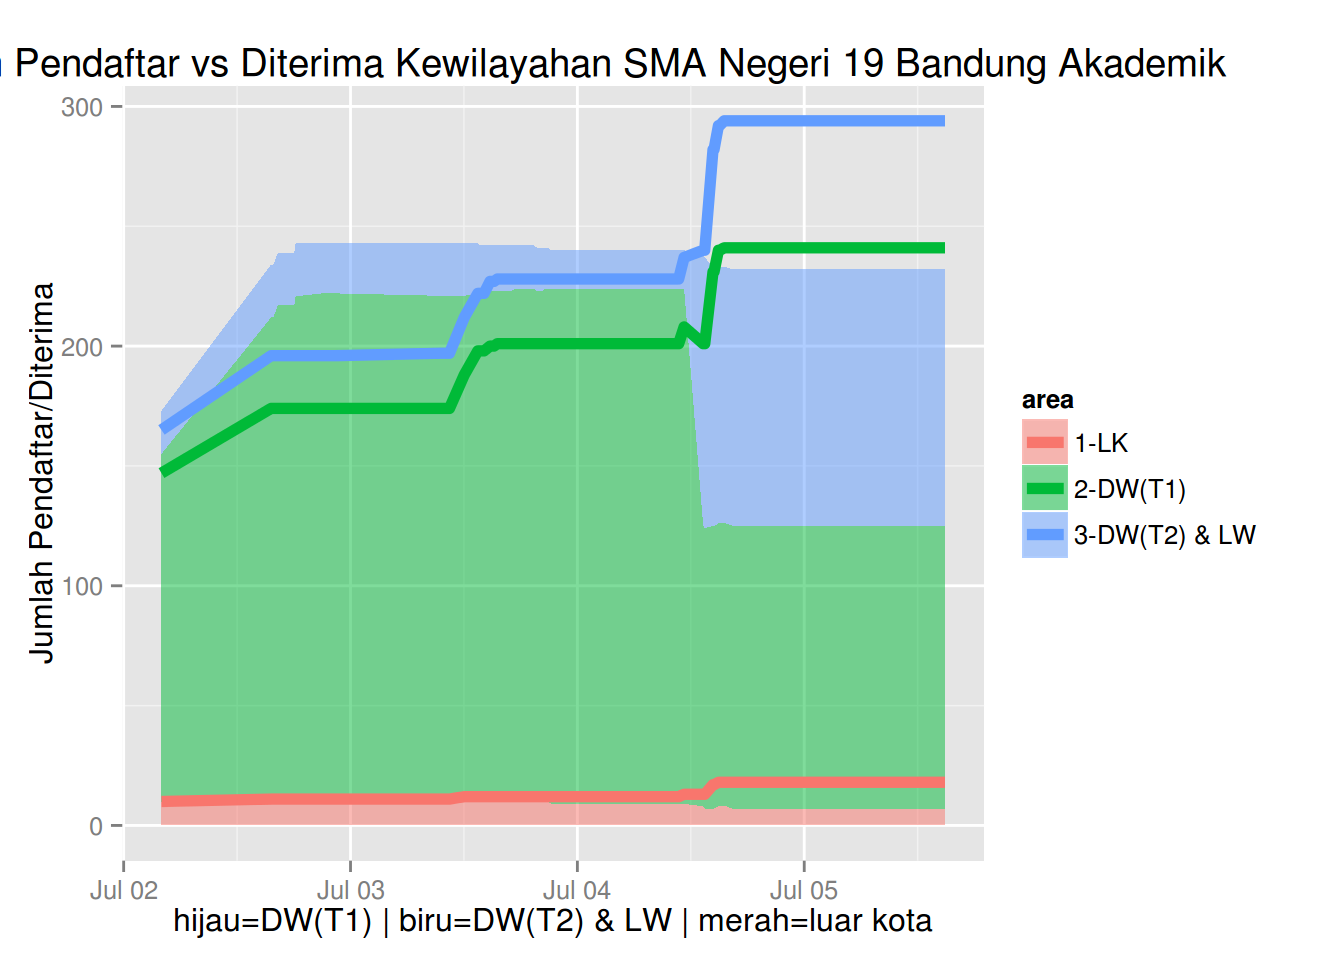 Pendaftar vs Diterima Kewilayahan SMA Negeri 19 Bandung Akademik
300
200
100
0
Jumlah Pendaftar/Diterima
Jul 02
Jul 03
Jul 04
Jul 05
hijau=DW(T1) | biru=DW(T2) & LW | merah=luar kota
area
1-LK
2-DW(T1)
3-DW(T2) & LW